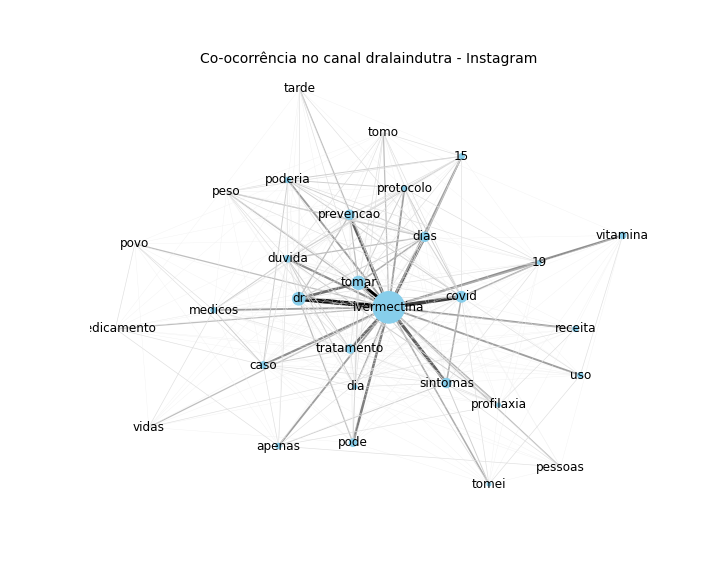 Co-ocorrência no canal dralaindutra - Instagram
tarde
tomo
15
poderia
protocolo
peso
prevencao
dias
vitamina
povo
duvida
19
tomar
dr
covid
ivermectina
medicos
edicamento
receita
tratamento
caso
uso
dia
sintomas
profilaxia
vidas
apenas
pode
pessoas
tomei